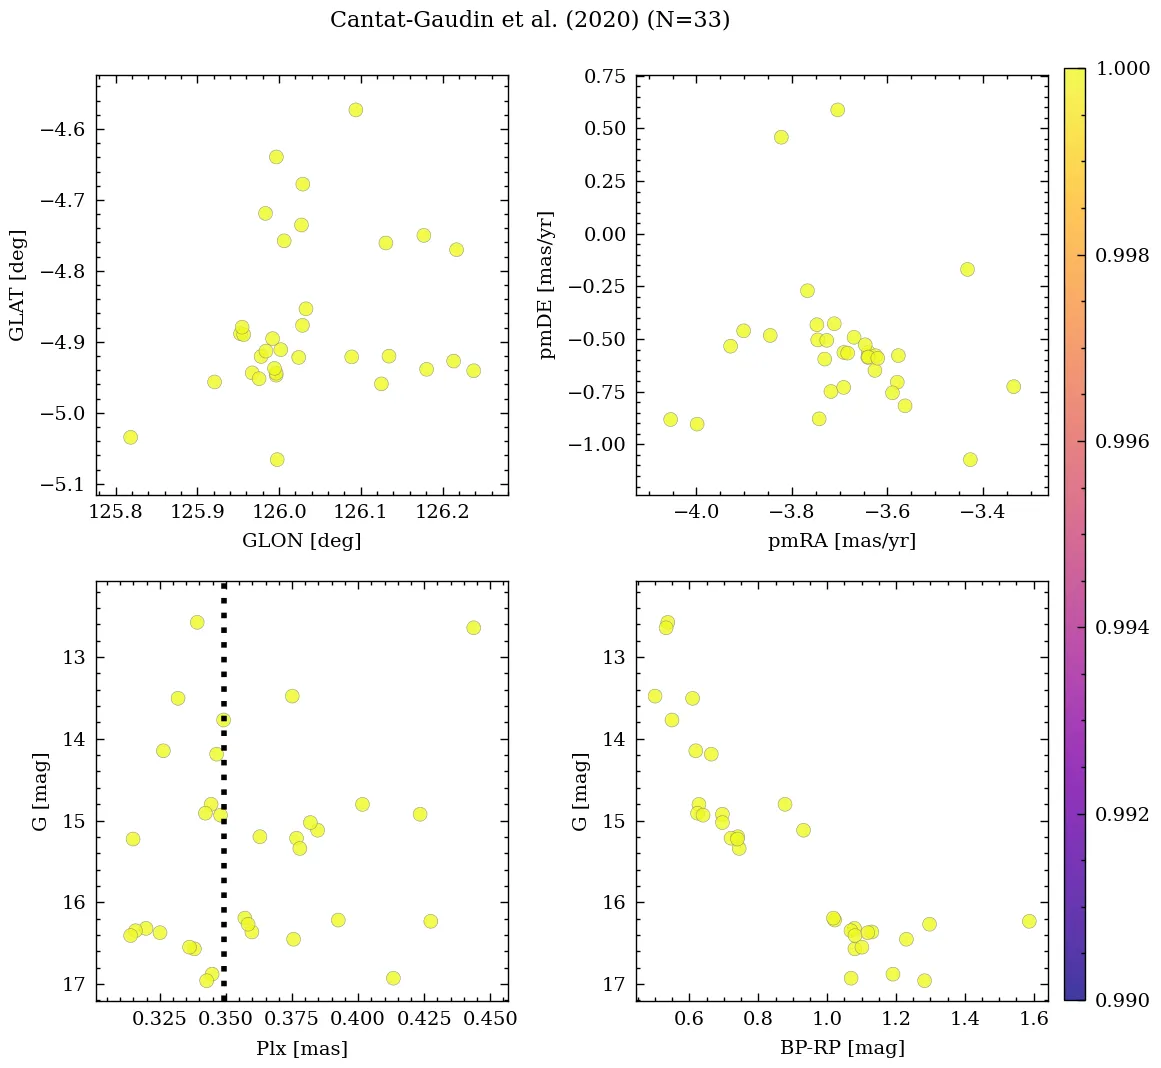 Cantat-Gaudin et al. (2020) (N=33)
−4.6
−4.7
−4.8
−4.9
−5.0
−5.1
GLAT [deg]
125.8 125.9 126.0 126.1 126.2
GLON [deg]
0.75
0.50
0.25
0.00
−0.25
−0.50
−0.75
−1.00
pmDE [mas/yr]
−4.0 −3.8 −3.6 −3.4
pmRA [mas/yr]
13
14
15
16
17
G [mag]
0.325 0.350 0.375 0.400 0.425 0.450
Plx [mas]
13
14
15
16
17
G [mag]
0.6 0.8 1.0 1.2 1.4 1.6
BP-RP [mag]
1.000
0.998
0.996
0.994
0.992
0.990